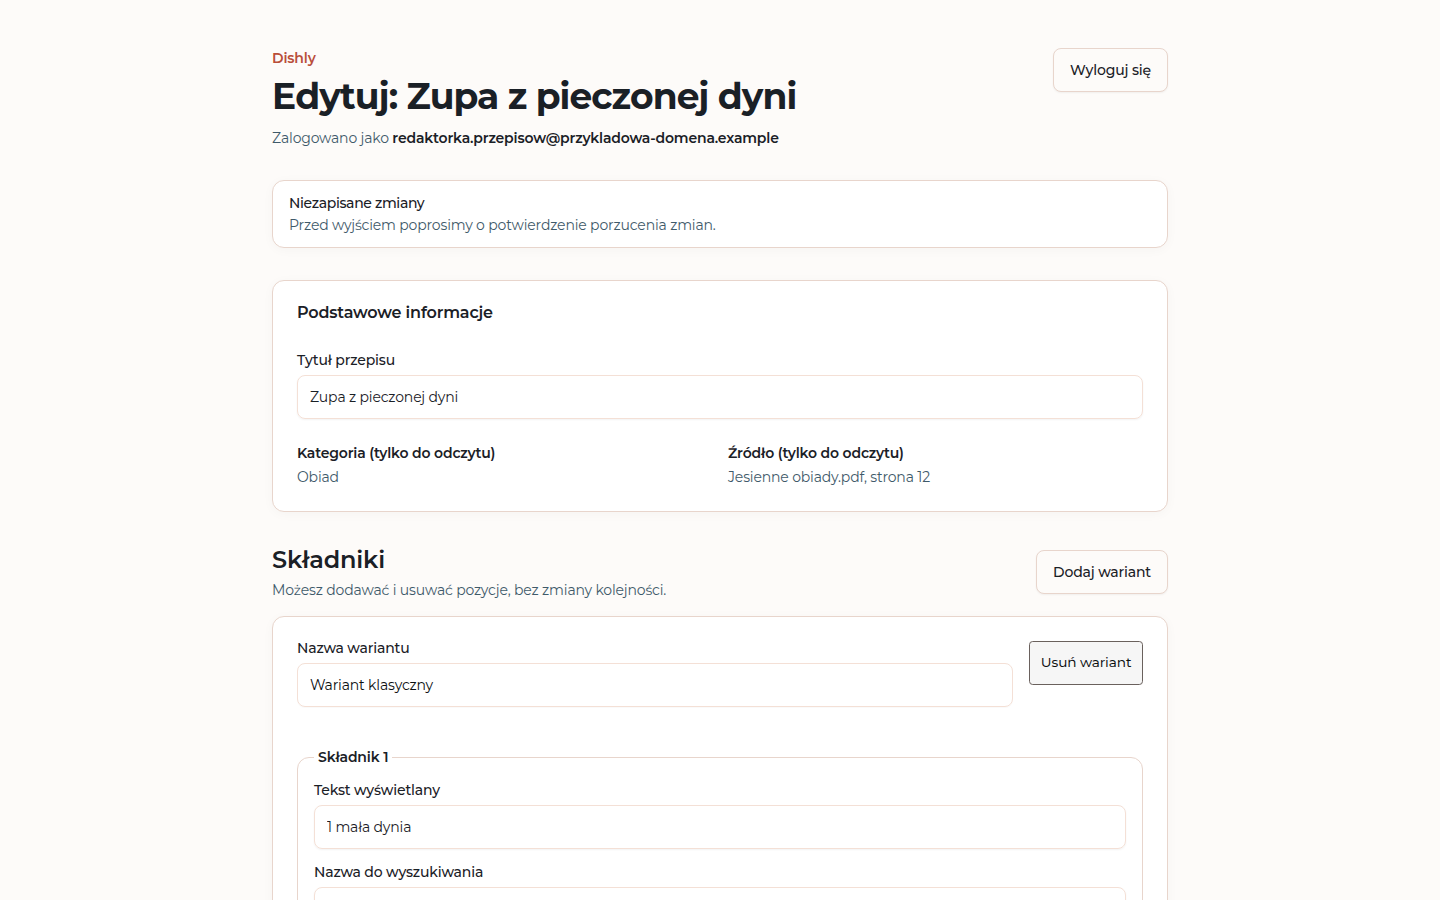 Dishly
Wyloguj się
Edytuj: Zupa z pieczonej dyni
Zalogowano jako redaktorka.przepisow@przykladowa-domena.example
Niezapisane zmiany
Przed wyjściem poprosimy o potwierdzenie porzucenia zmian.
Podstawowe informacje
Tytuł przepisu
Zupa z pieczonej dyni
Kategoria (tylko do odczytu)
Obiad
Źródło (tylko do odczytu)
Jesienne obiady.pdf, strona 12
Składniki
Możesz dodawać i usuwać pozycje, bez zmiany kolejności.
Dodaj wariant
Nazwa wariantu
Wariant klasyczny
Usuń wariant
Składnik 1
Tekst wyświetlany
1 mała dynia
Nazwa do wyszukiwania